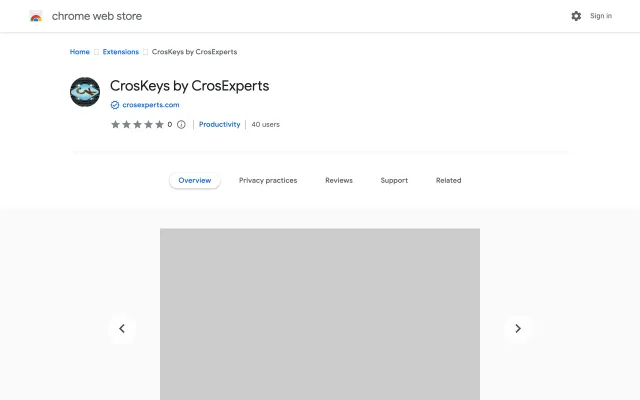 chrome web store
Sign in
Home Extensions CrosKeys by CrosExperts
CrosKeys by CrosExperts
crosexperts.com
0 Productivity 40 users
Overview Privacy practices Reviews Support Related